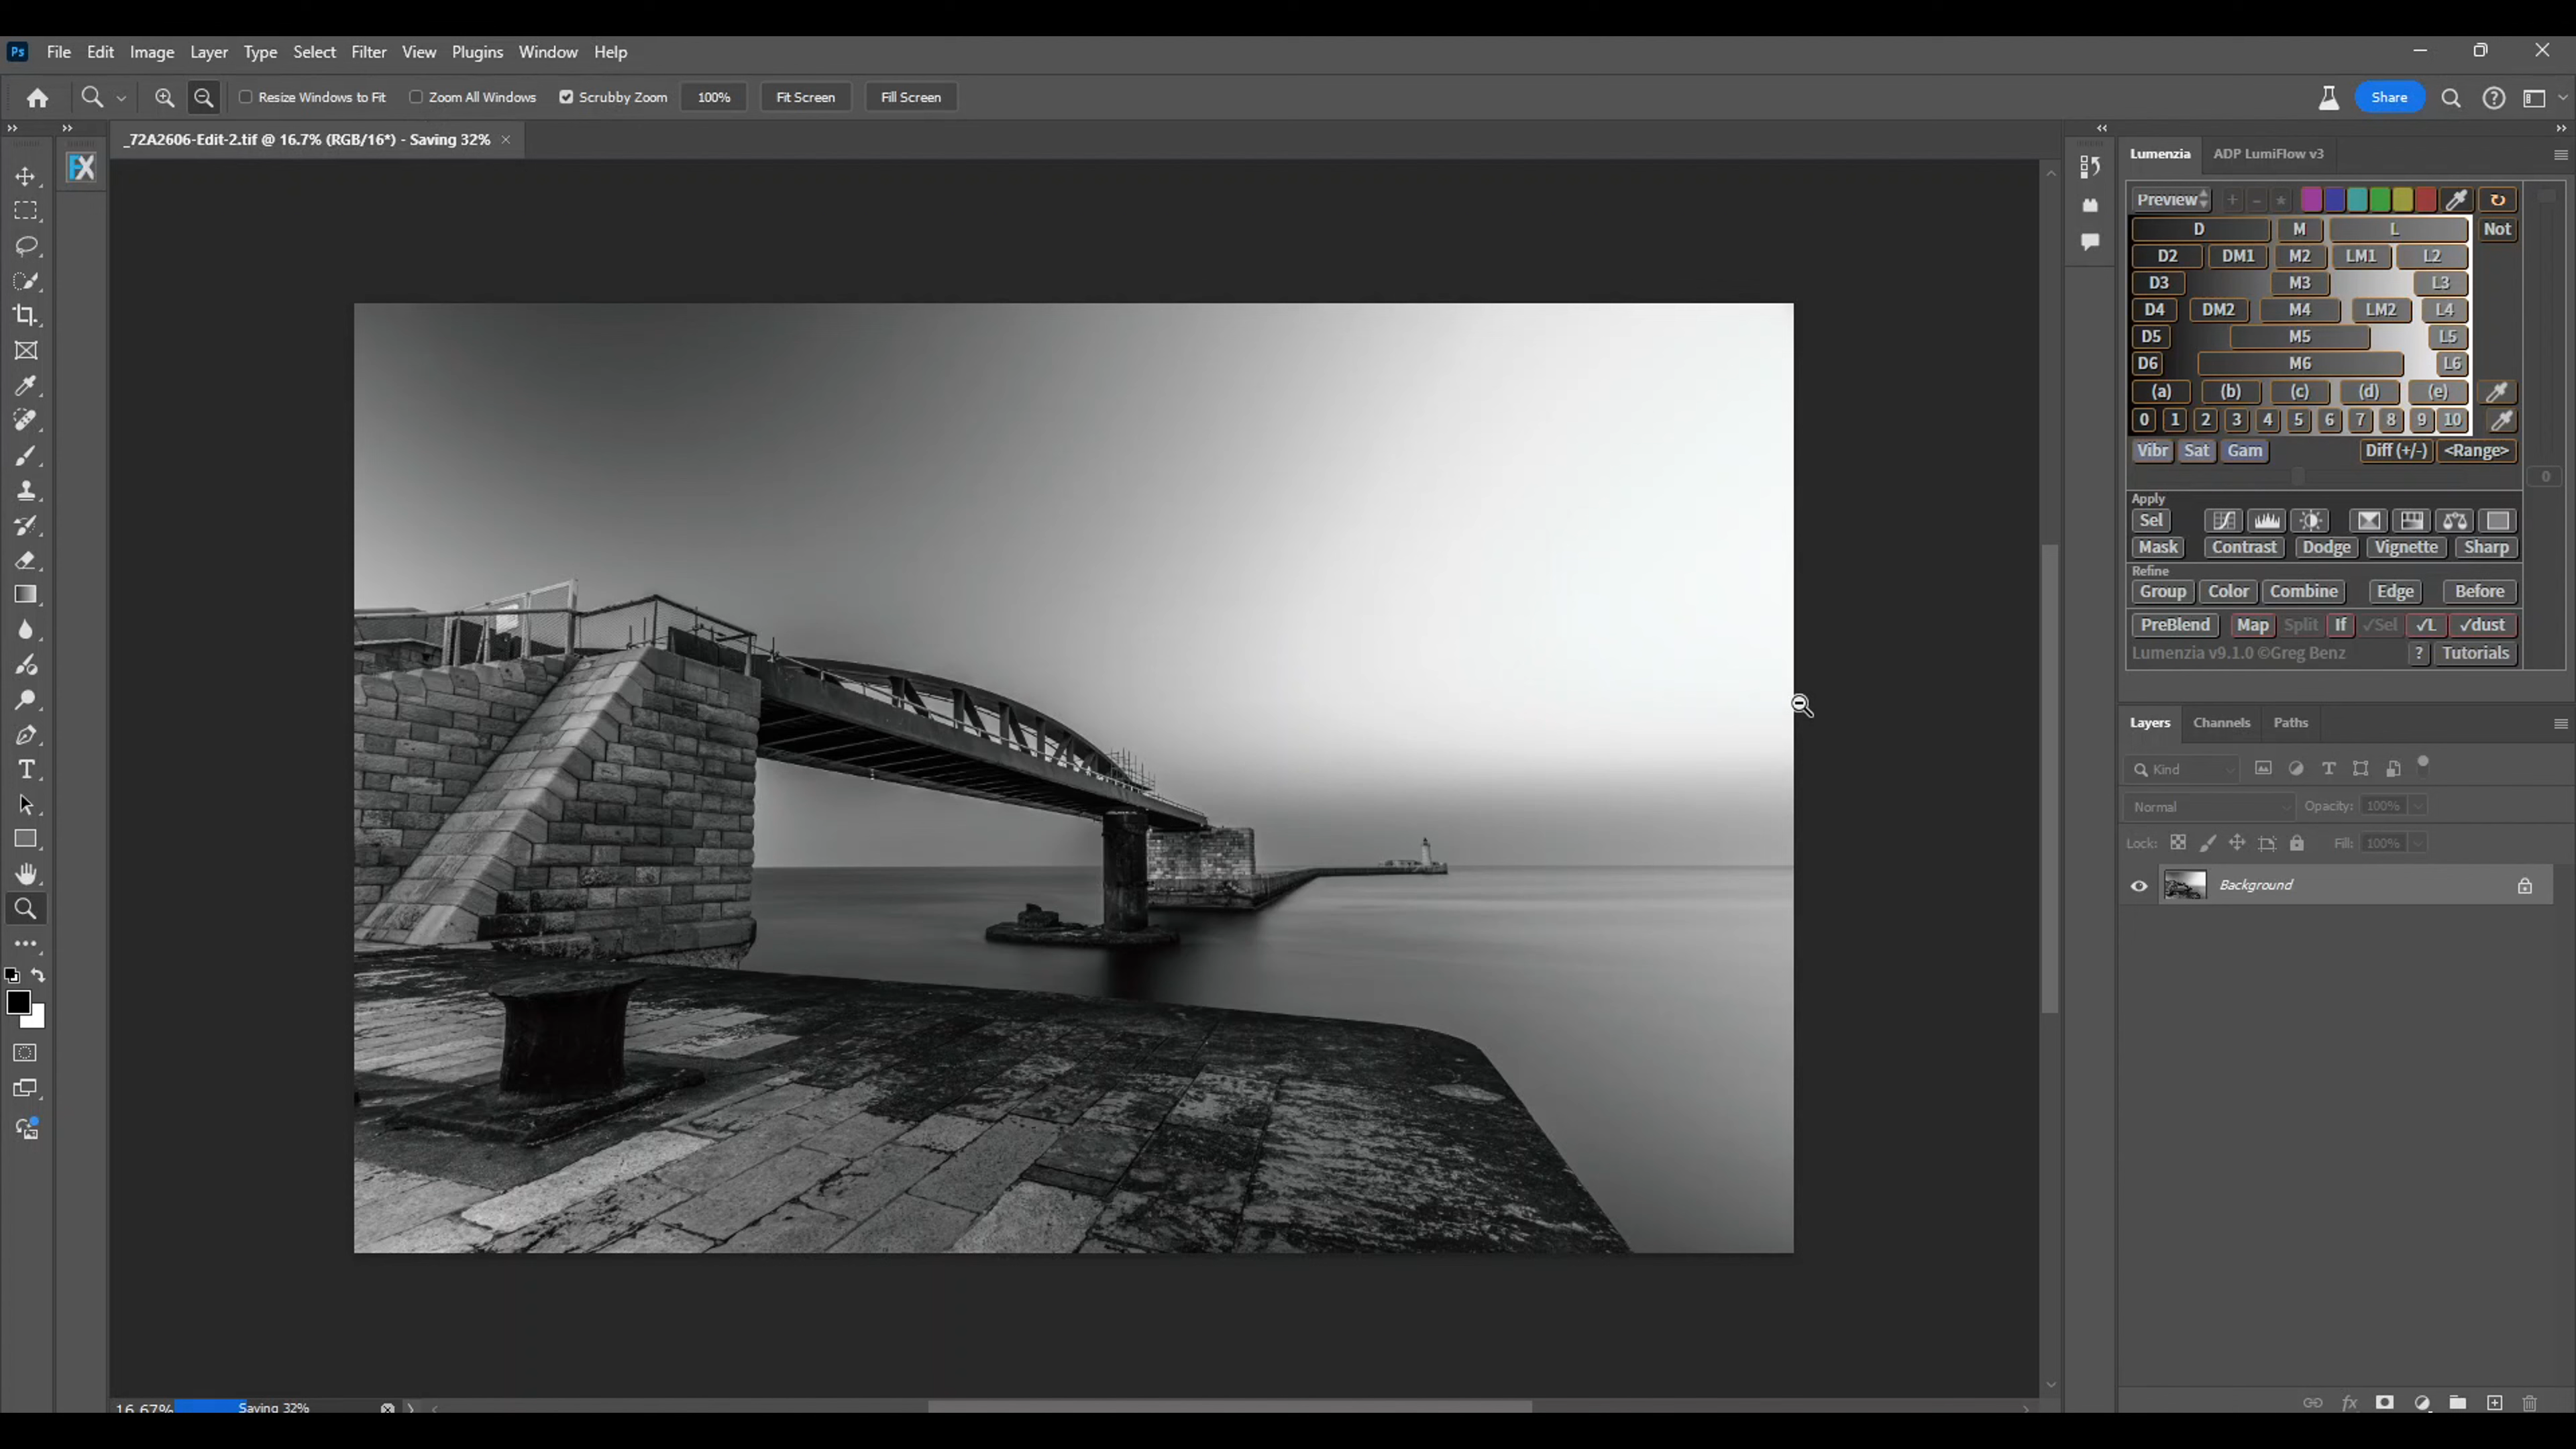 Ps File Edit Image Layer Type Select Filter View Plugins Window Help
Resize Windows to Fit Zoom All Windows Scrubby Zoom 100% Fit Screen Fill Screen Share
_72A2606-Edit-2.tif @ 16.7% (RGB/16*) - Saving 32% ×
FX
Lumenzia ADP LumiFlow v3
Preview + - *
D M L Not
D2 DM1 M2 LM1 L2
D3 M3 L3
D4 DM2 M4 LM2 L4
D5 M5 L5
D6 M6 L6
(a) (b) (c) (d) (e)
0 1 2 3 4 5 6 7 8 9 10
Vibr Sat Gam Diff (+/-) <Range>
0
Apply
Sel
Mask Contrast Dodge Vignette Sharp
Refine
Group Color Combine Edge Before
PreBlend Map Split If ✓Sel ✓L ✓dust
Lumenzia v9.1.0 ©Greg Benz ? Tutorials
Layers Channels Paths
Kind
Normal Opacity: 100%
Lock: Fill: 100%
Background
16.67% Saving 32%
fx